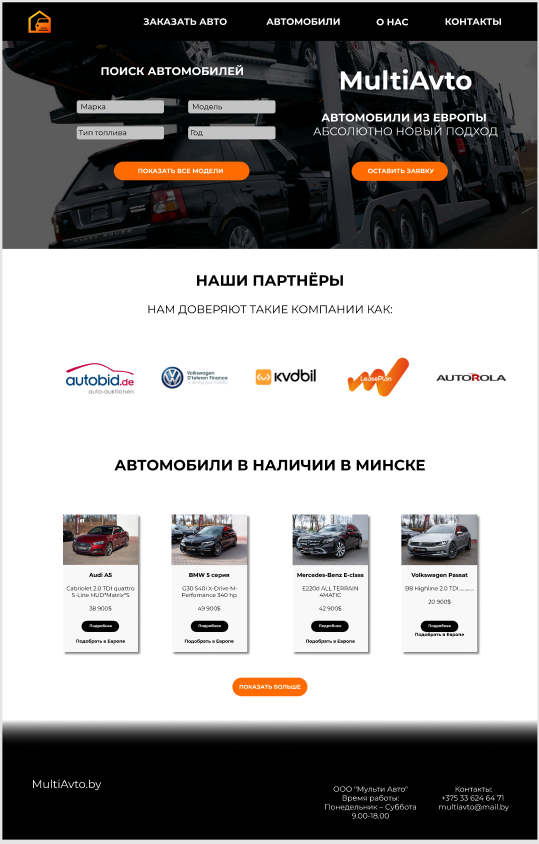 ЗАКАЗАТЬ АВТО
АВТОМОБИЛИ
О НАС
КОНТАКТЫ
ПОИСК АВТОМОБИЛЕЙ
Марка
Модель
Тип топлива
Год
ПОКАЗАТЬ ВСЕ МОДЕЛИ
MultiAvto
АВТОМОБИЛИ ИЗ ЕВРОПЫ
АБСОЛЮТНО НОВЫЙ ПОДХОД
ОСТАВИТЬ ЗАЯВКУ
НАШИ ПАРТНЁРЫ
НАМ ДОВЕРЯЮТ ТАКИЕ КОМПАНИИ КАК:
autobid.de
auto-auktionen
Volkswagen
D'Ieteren Finance
kvdbil
LeasePlan
AUTOROLA
АВТОМОБИЛИ В НАЛИЧИИ В МИНСКЕ
Audi A5
Cabriolet 2.0 TDI quattro
S-Line HUD*Matrix*S
38 900$
Подробнее
Подобрать в Европе
BMW 5 серия
G30 540i X-Drive M-
Perfomance 340 hp
49 900$
Подробнее
Подобрать в Европе
Mercedes-Benz E-class
E220d ALL TERRAIN
4MATIC
42 900$
Подробнее
Подобрать в Европе
Volkswagen Passat
B8 Highline 2.0 TDI
20 900$
Подробнее
Подобрать в Европе
ПОКАЗАТЬ БОЛЬШЕ
MultiAvto.by
ООО "Мульти Авто"
Время работы:
Понедельник – Суббота
9.00-18.00
Контакты:
+375 33 624 64 71
multiavto@mail.by